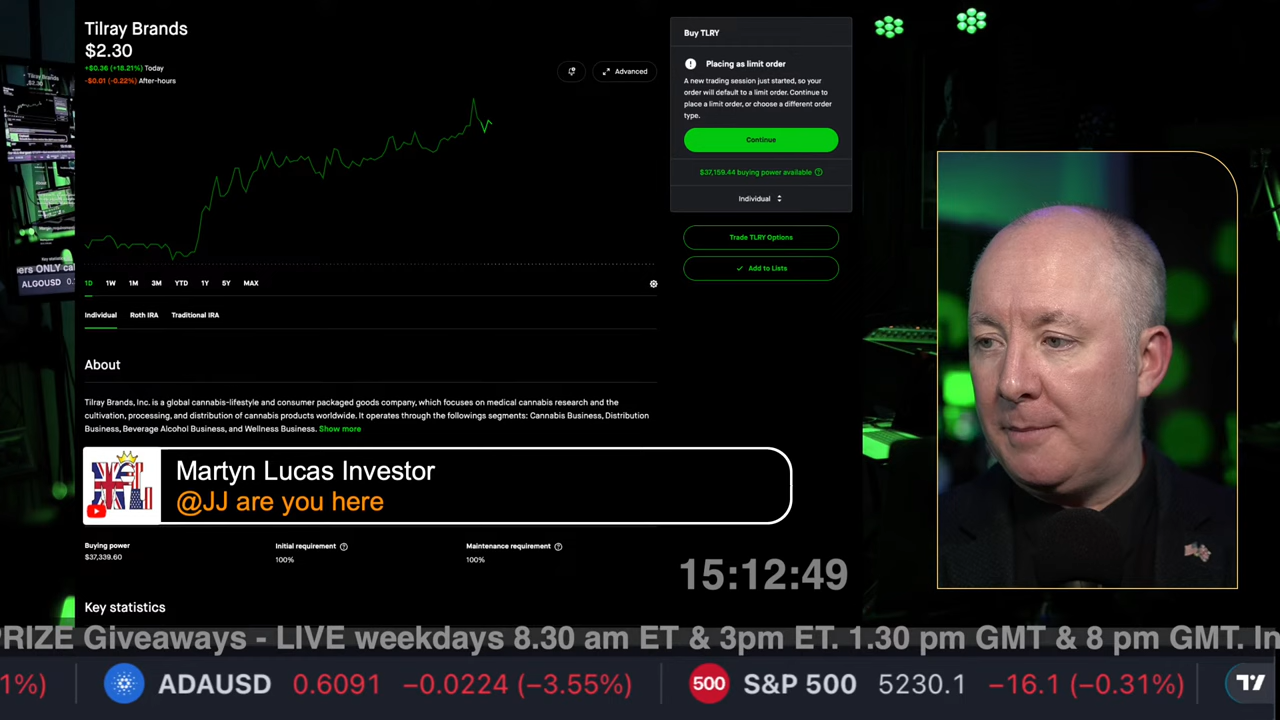 Tilray Brands
$2.30
+$0.36 (+18.21%) Today
-$0.01 (-0.22%) After-hours
Advanced
Buy TLRY
Placing as limit order
A new trading session just started, so your
order will default to a limit order. Continue to
place a limit order, or choose a different order
type.
Continue
$37,159.44 buying power available
Individual
Trade TLRY Options
Add to Lists
1D 1W 1M 3M YTD 1Y 5Y MAX
Individual Roth IRA Traditional IRA
About
Tilray Brands, Inc. is a global cannabis-lifestyle and consumer packaged goods company, which focuses on medical cannabis research and the
cultivation, processing, and distribution of cannabis products worldwide. It operates through the followings segments: Cannabis Business, Distribution
Business, Beverage Alcohol Business, and Wellness Business. Show more
Martyn Lucas Investor
@JJ are you here
Buying power Initial requirement Maintenance requirement
$37,339.60 100% 100%
15:12:49
Key statistics
PRIZE Giveaways - LIVE weekdays 8.30 am ET & 3pm ET. 1.30 pm GMT & 8 pm GMT. In
1%) ADAUSD 0.6091 −0.0224 (−3.55%) 500 S&P 500 5230.1 −16.1 (−0.31%)
ers ONLY
ALGOUSD